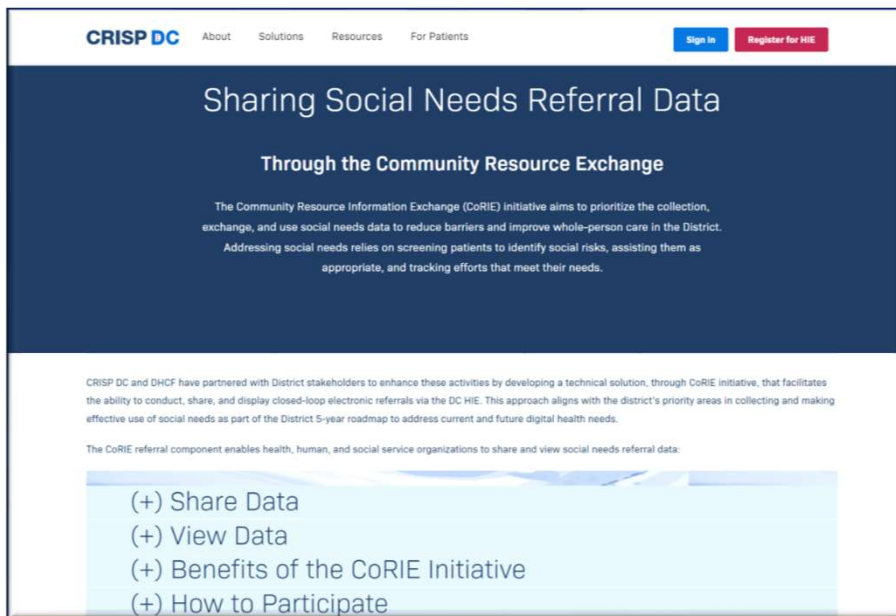 CRISP DC About Solutions Resources For Patients Sign in Register for HIE
Sharing Social Needs Referral Data
Through the Community Resource Exchange
The Community Resource Information Exchange (CoRIE) initiative aims to prioritize the collection,
exchange, and use social needs data to reduce barriers and improve whole-person care in the District.
Addressing social needs relies on screening patients to identify social risks, assisting them as
appropriate, and tracking efforts that meet their needs.
CRISP DC and DHCF have partnered with District stakeholders to enhance these activities by developing a technical solution, through CoRIE initiative, that facilitates
the ability to conduct, share, and display closed-loop electronic referrals via the DC HIE. This approach aligns with the district's priority areas in collecting and making
effective use of social needs as part of the District 5-year roadmap to address current and future digital health needs.
The CoRIE referral component enables health, human, and social service organizations to share and view social needs referral data:
(+) Share Data
(+) View Data
(+) Benefits of the CoRIE Initiative
(+) How to Participate